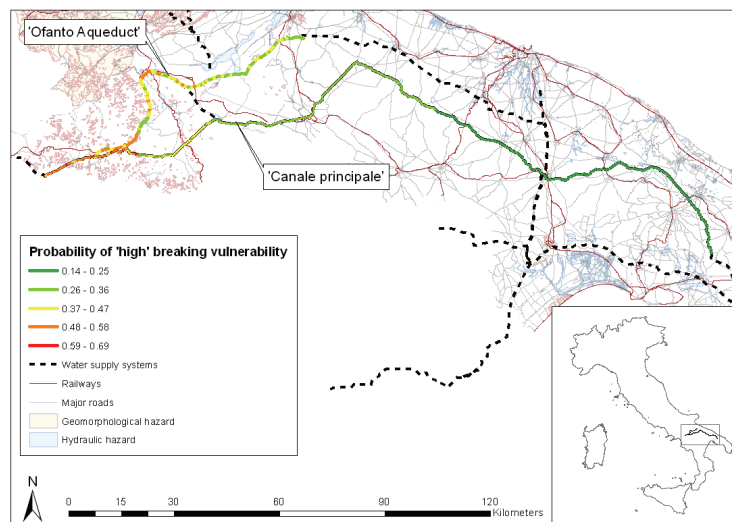 'Ofanto Aqueduct'
'Canale principale'
Probability of 'high' breaking vulnerability
0.14 - 0.25
0.26 - 0.36
0.37 - 0.47
0.48 - 0.58
0.59 - 0.69
Water supply systems
Railways
Major roads
Geomorphological hazard
Hydraulic hazard
N
0 15 30 60 90 120
Kilometers